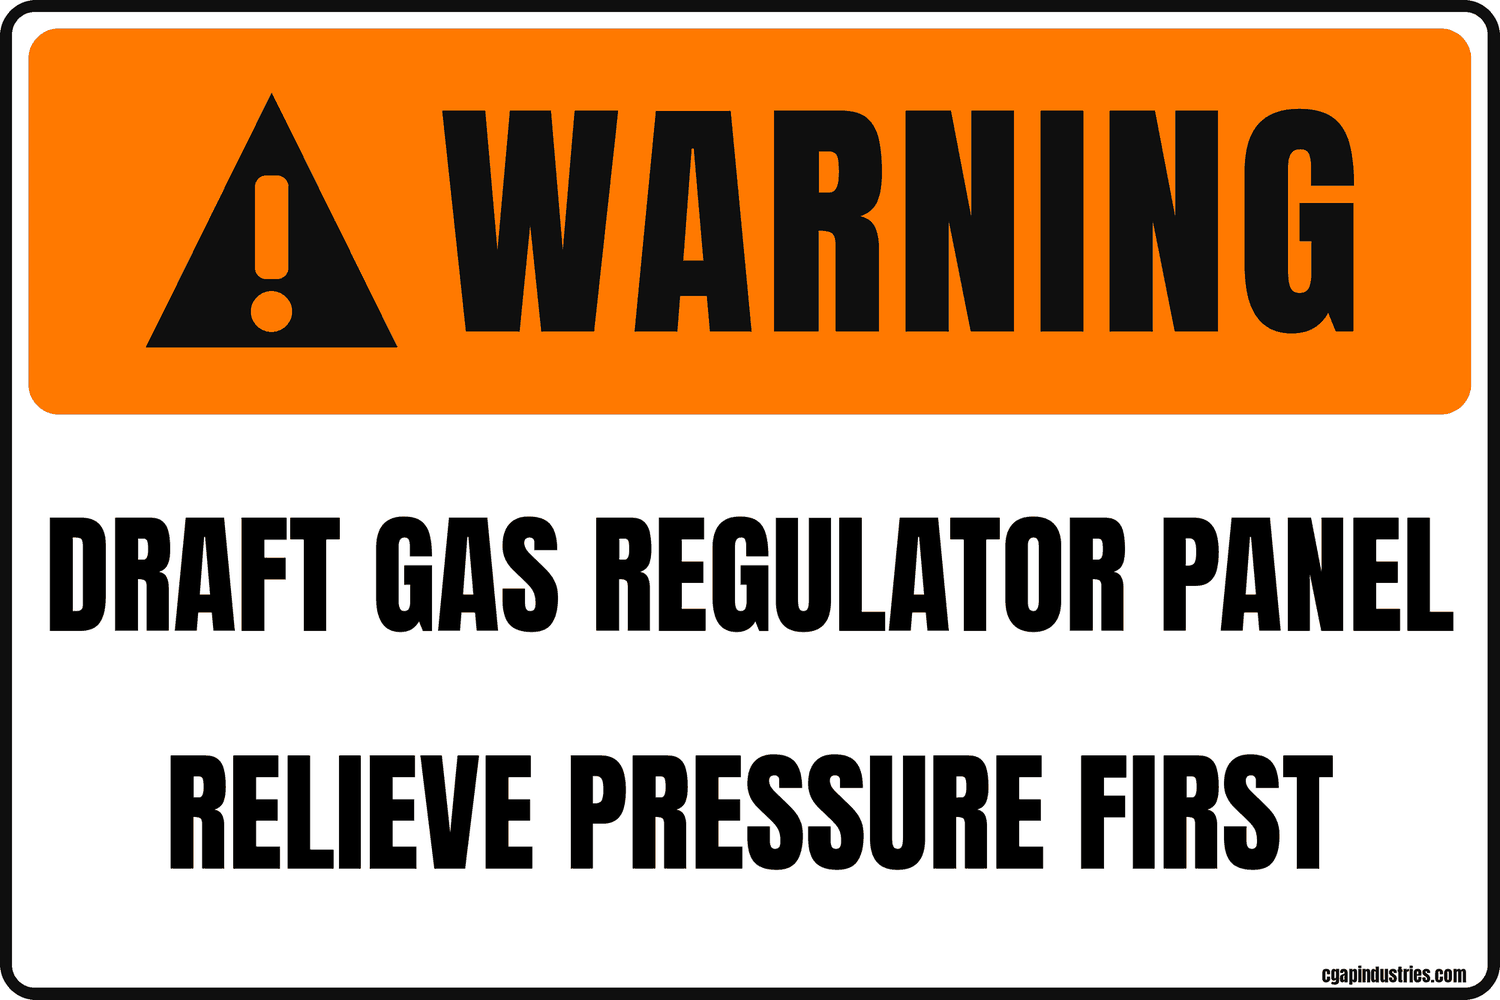 WARNING
DRAFT GAS REGULATOR PANEL
RELIEVE PRESSURE FIRST
cgapindustries.com